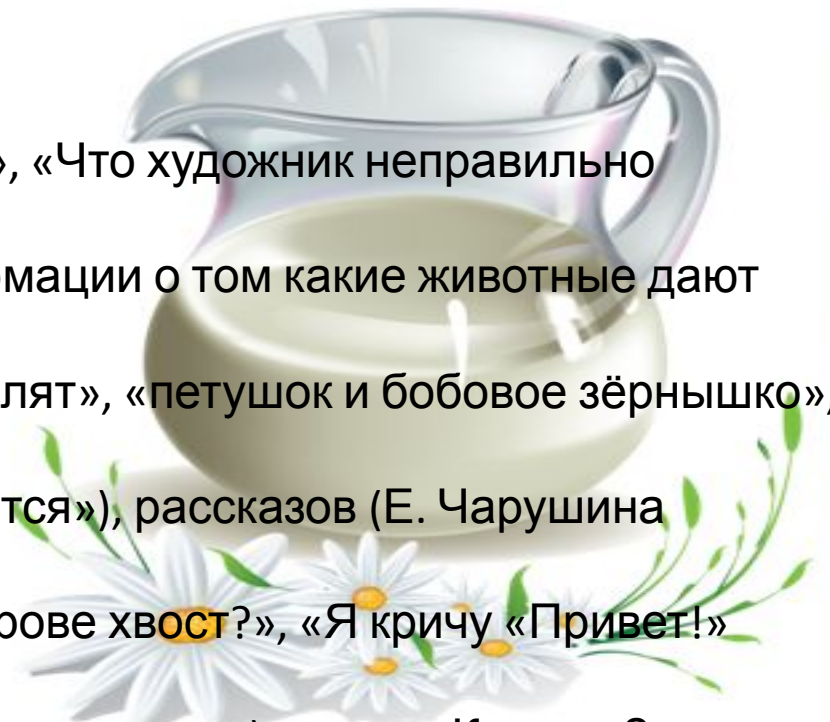 », «Что художник неправильно
мации о том какие животные дают
лят», «петушок и бобовое зёрнышко»,
тся»), рассказов (Е. Чарушина
рове хвост?», «Я кричу «Привет!»